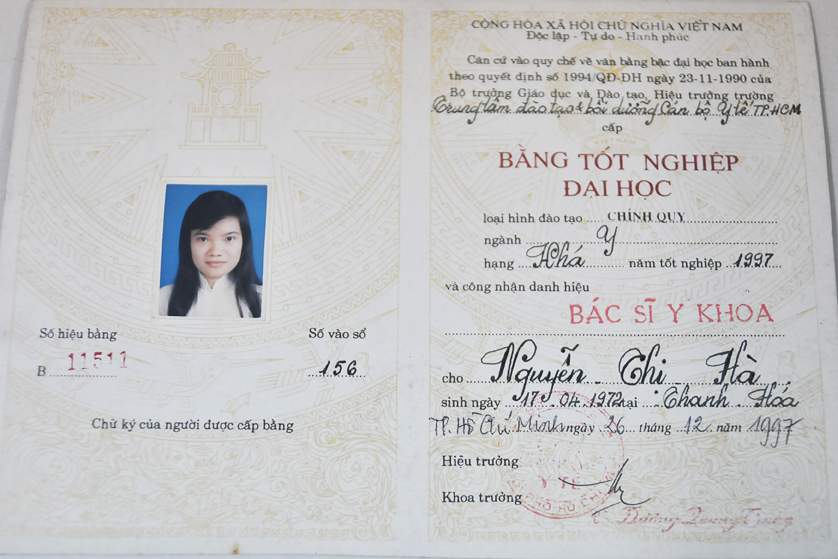 Số hiệu bằng
B 11511
Số vào sổ
156
Chữ ký của người được cấp bằng
CỘNG HÒA XÃ HỘI CHỦ NGHĨA VIỆT NAM
Độc lập - Tự do - Hạnh phúc
Căn cứ vào quy chế về văn bằng bậc đại học ban hành
theo quyết định số 1994/QĐ-ĐH ngày 23-11-1990 của
Bộ trưởng Giáo dục và Đào tạo, Hiệu trưởng trường
Trung tâm đào tạo & bồi dưỡng Cán bộ Y tế TP.HCM
cấp
BẰNG TỐT NGHIỆP
ĐẠI HỌC
loại hình đào tạo CHÍNH QUY
ngành Y
hạng Khá năm tốt nghiệp 1997
và công nhận danh hiệu
BÁC SĨ Y KHOA
cho Nguyễn Thi Hà
sinh ngày 17.04.1972 tại Thanh Hóa
TP. Hồ Chí Minh ngày 26 tháng 12 năm 1997
Hiệu trưởng
Khoa trưởng
Y TẾ
Dương Quang Trung